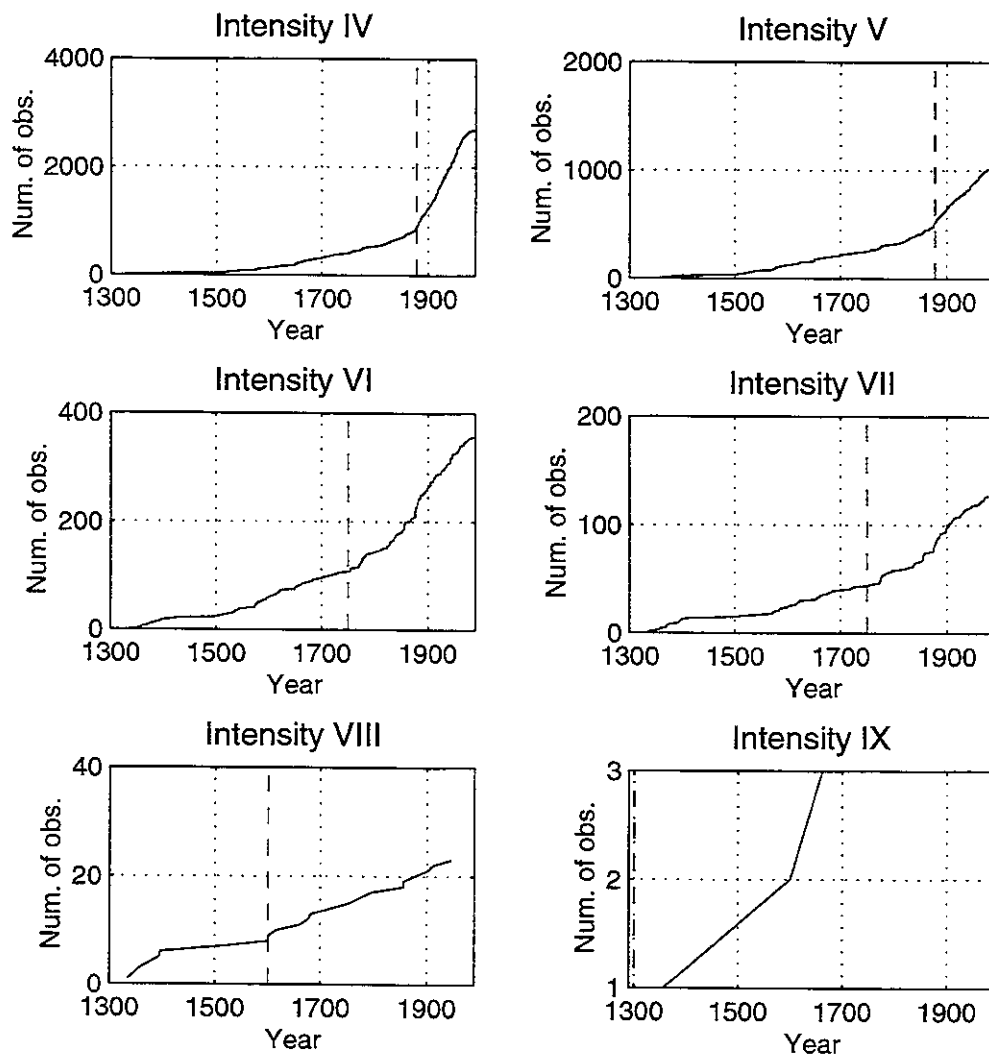 Intensity IV
4000
2000
0
Num. of obs.
1300 1500 1700 1900
Year
Intensity V
2000
1000
0
Num. of obs.
1300 1500 1700 1900
Year
Intensity VI
400
200
0
Num. of obs.
1300 1500 1700 1900
Year
Intensity VII
200
100
0
Num. of obs.
1300 1500 1700 1900
Year
Intensity VIII
40
20
0
Num. of obs.
1300 1500 1700 1900
Year
Intensity IX
3
2
1
Num. of obs.
1300 1500 1700 1900
Year